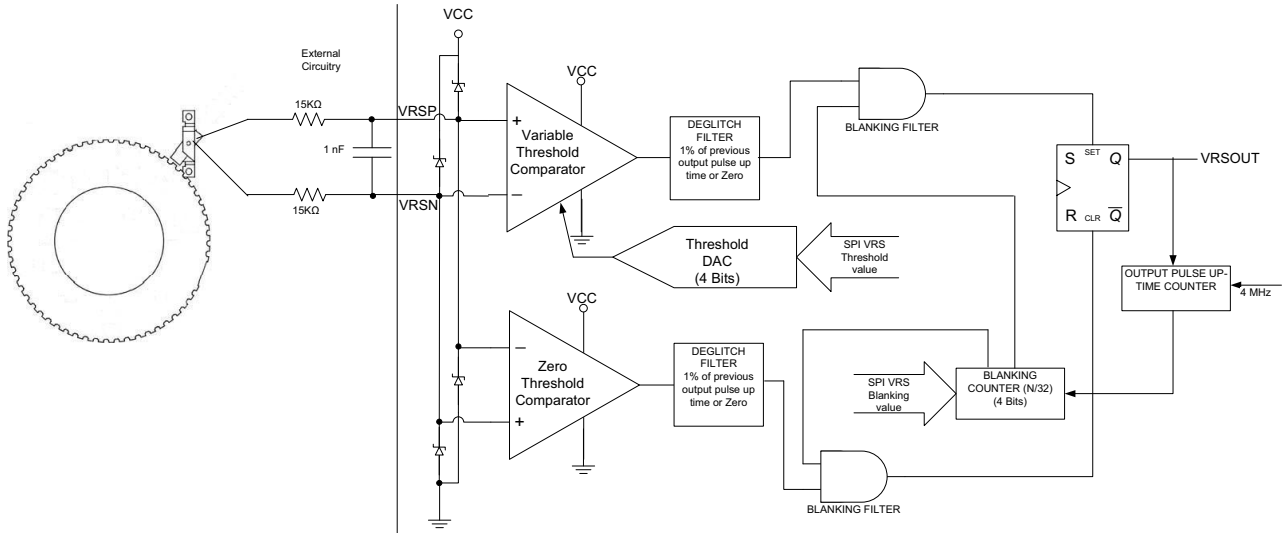 VCC
External
Circuitry
15KΩ
VRSP
1 nF
15KΩ
VRSN
VCC
+
Variable
Threshold
Comparator
−
DEGLITCH
FILTER
1% of previous
output pulse up
time or Zero
BLANKING FILTER
S SET Q
R CLR Q̅
VRSOUT
Threshold
DAC
(4 Bits)
SPI VRS
Threshold
value
OUTPUT PULSE UP-
TIME COUNTER
4 MHz
VCC
−
Zero
Threshold
Comparator
+
DEGLITCH
FILTER
1% of previous
output pulse up
time or Zero
SPI VRS
Blanking
value
BLANKING
COUNTER (N/32)
(4 Bits)
BLANKING FILTER